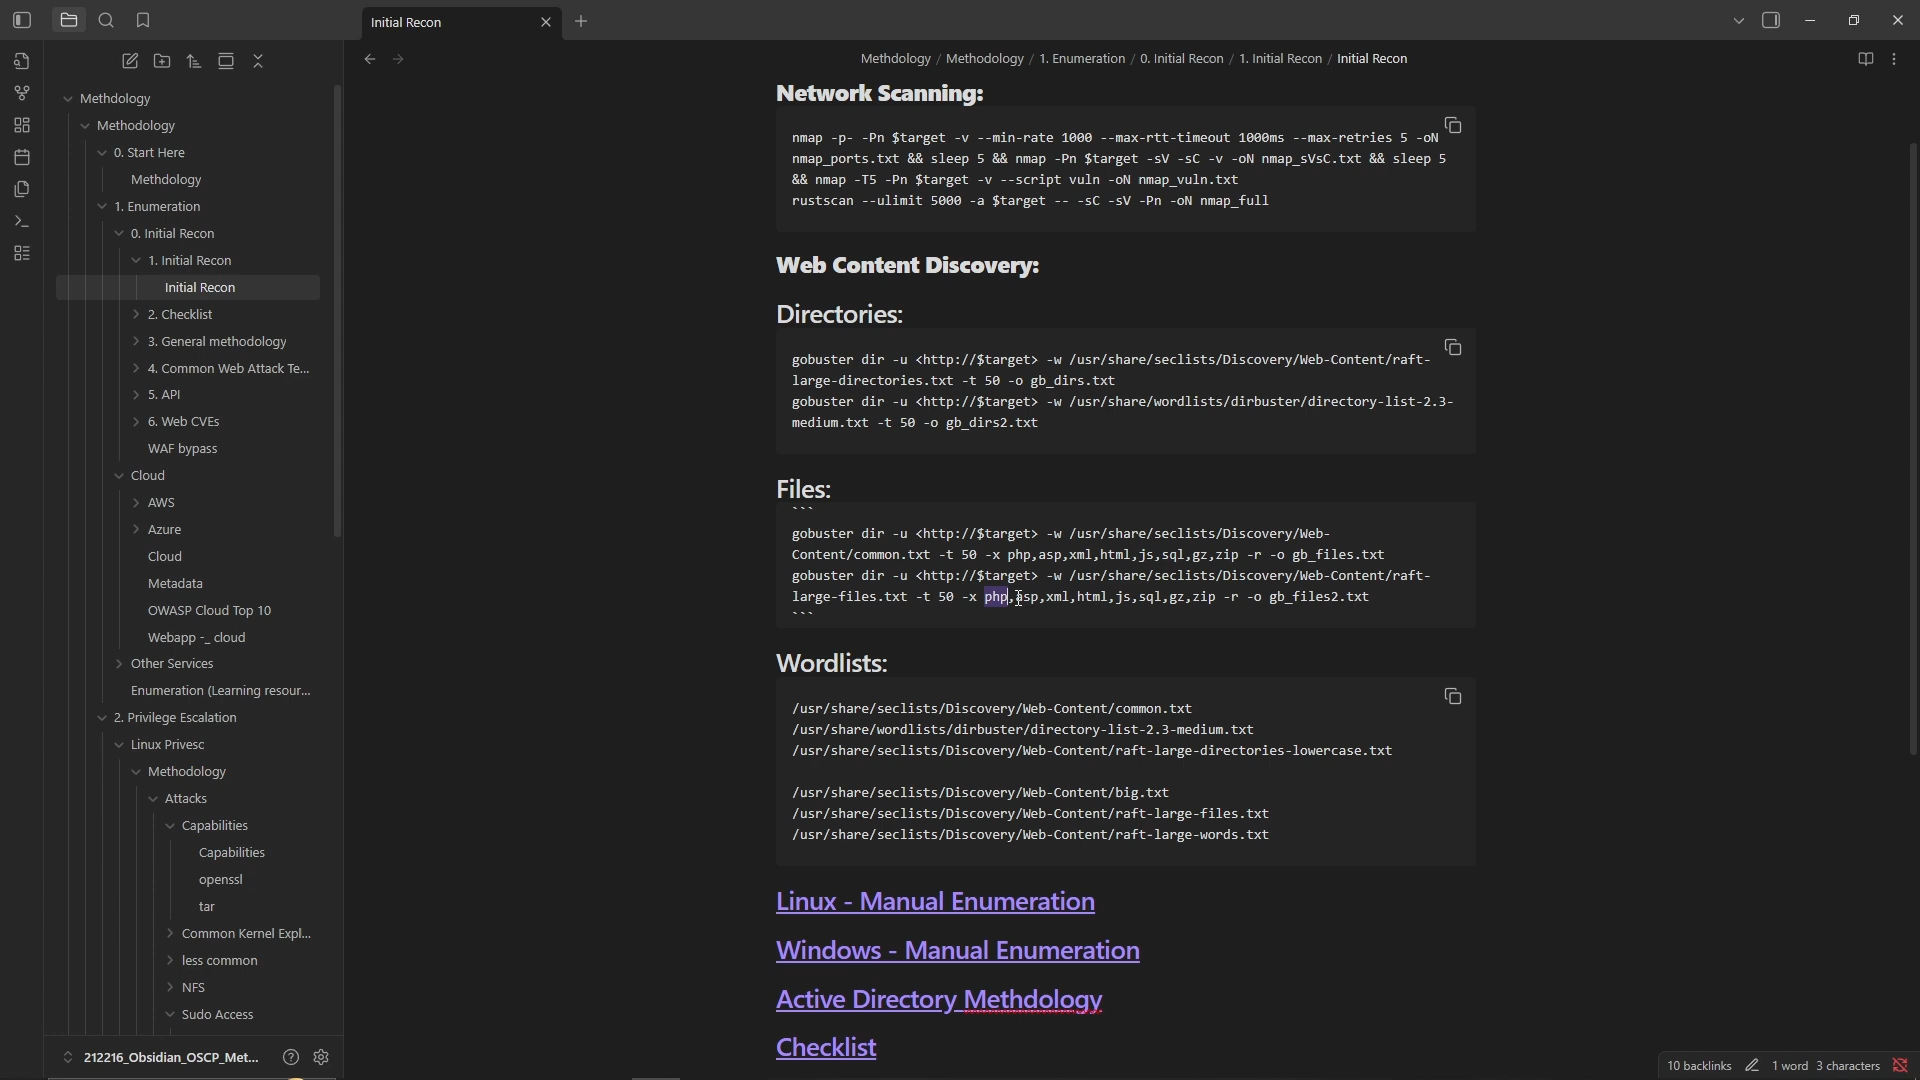 Initial Recon
Methdology
Methodology
0. Start Here
Methdology
1. Enumeration
0. Initial Recon
1. Initial Recon
Initial Recon
2. Checklist
3. General methodology
4. Common Web Attack Te...
5. API
6. Web CVEs
WAF bypass
Cloud
AWS
Azure
Cloud
Metadata
OWASP Cloud Top 10
Webapp -_ cloud
Other Services
Enumeration (Learning resour...
2. Privilege Escalation
Linux Privesc
Methodology
Attacks
Capabilities
Capabilities
openssl
tar
Common Kernel Expl...
less common
NFS
Sudo Access
212216_Obsidian_OSCP_Met...
Methdology / Methodology / 1. Enumeration / 0. Initial Recon / 1. Initial Recon / Initial Recon
Network Scanning:
nmap -p- -Pn $target -v --min-rate 1000 --max-rtt-timeout 1000ms --max-retries 5 -oN
nmap_ports.txt && sleep 5 && nmap -Pn $target -sV -sC -v -oN nmap_sVsC.txt && sleep 5
&& nmap -T5 -Pn $target -v --script vuln -oN nmap_vuln.txt
rustscan --ulimit 5000 -a $target -- -sC -sV -Pn -oN nmap_full
Web Content Discovery:
Directories:
gobuster dir -u <http://$target> -w /usr/share/seclists/Discovery/Web-Content/raft-
large-directories.txt -t 50 -o gb_dirs.txt
gobuster dir -u <http://$target> -w /usr/share/wordlists/dirbuster/directory-list-2.3-
medium.txt -t 50 -o gb_dirs2.txt
Files:
```
gobuster dir -u <http://$target> -w /usr/share/seclists/Discovery/Web-
Content/common.txt -t 50 -x php,asp,xml,html,js,sql,gz,zip -r -o gb_files.txt
gobuster dir -u <http://$target> -w /usr/share/seclists/Discovery/Web-Content/raft-
large-files.txt -t 50 -x php,asp,xml,html,js,sql,gz,zip -r -o gb_files2.txt
```
Wordlists:
/usr/share/seclists/Discovery/Web-Content/common.txt
/usr/share/wordlists/dirbuster/directory-list-2.3-medium.txt
/usr/share/seclists/Discovery/Web-Content/raft-large-directories-lowercase.txt
/usr/share/seclists/Discovery/Web-Content/big.txt
/usr/share/seclists/Discovery/Web-Content/raft-large-files.txt
/usr/share/seclists/Discovery/Web-Content/raft-large-words.txt
Linux - Manual Enumeration
Windows - Manual Enumeration
Active Directory Methdology
Checklist
10 backlinks 1 word 3 characters